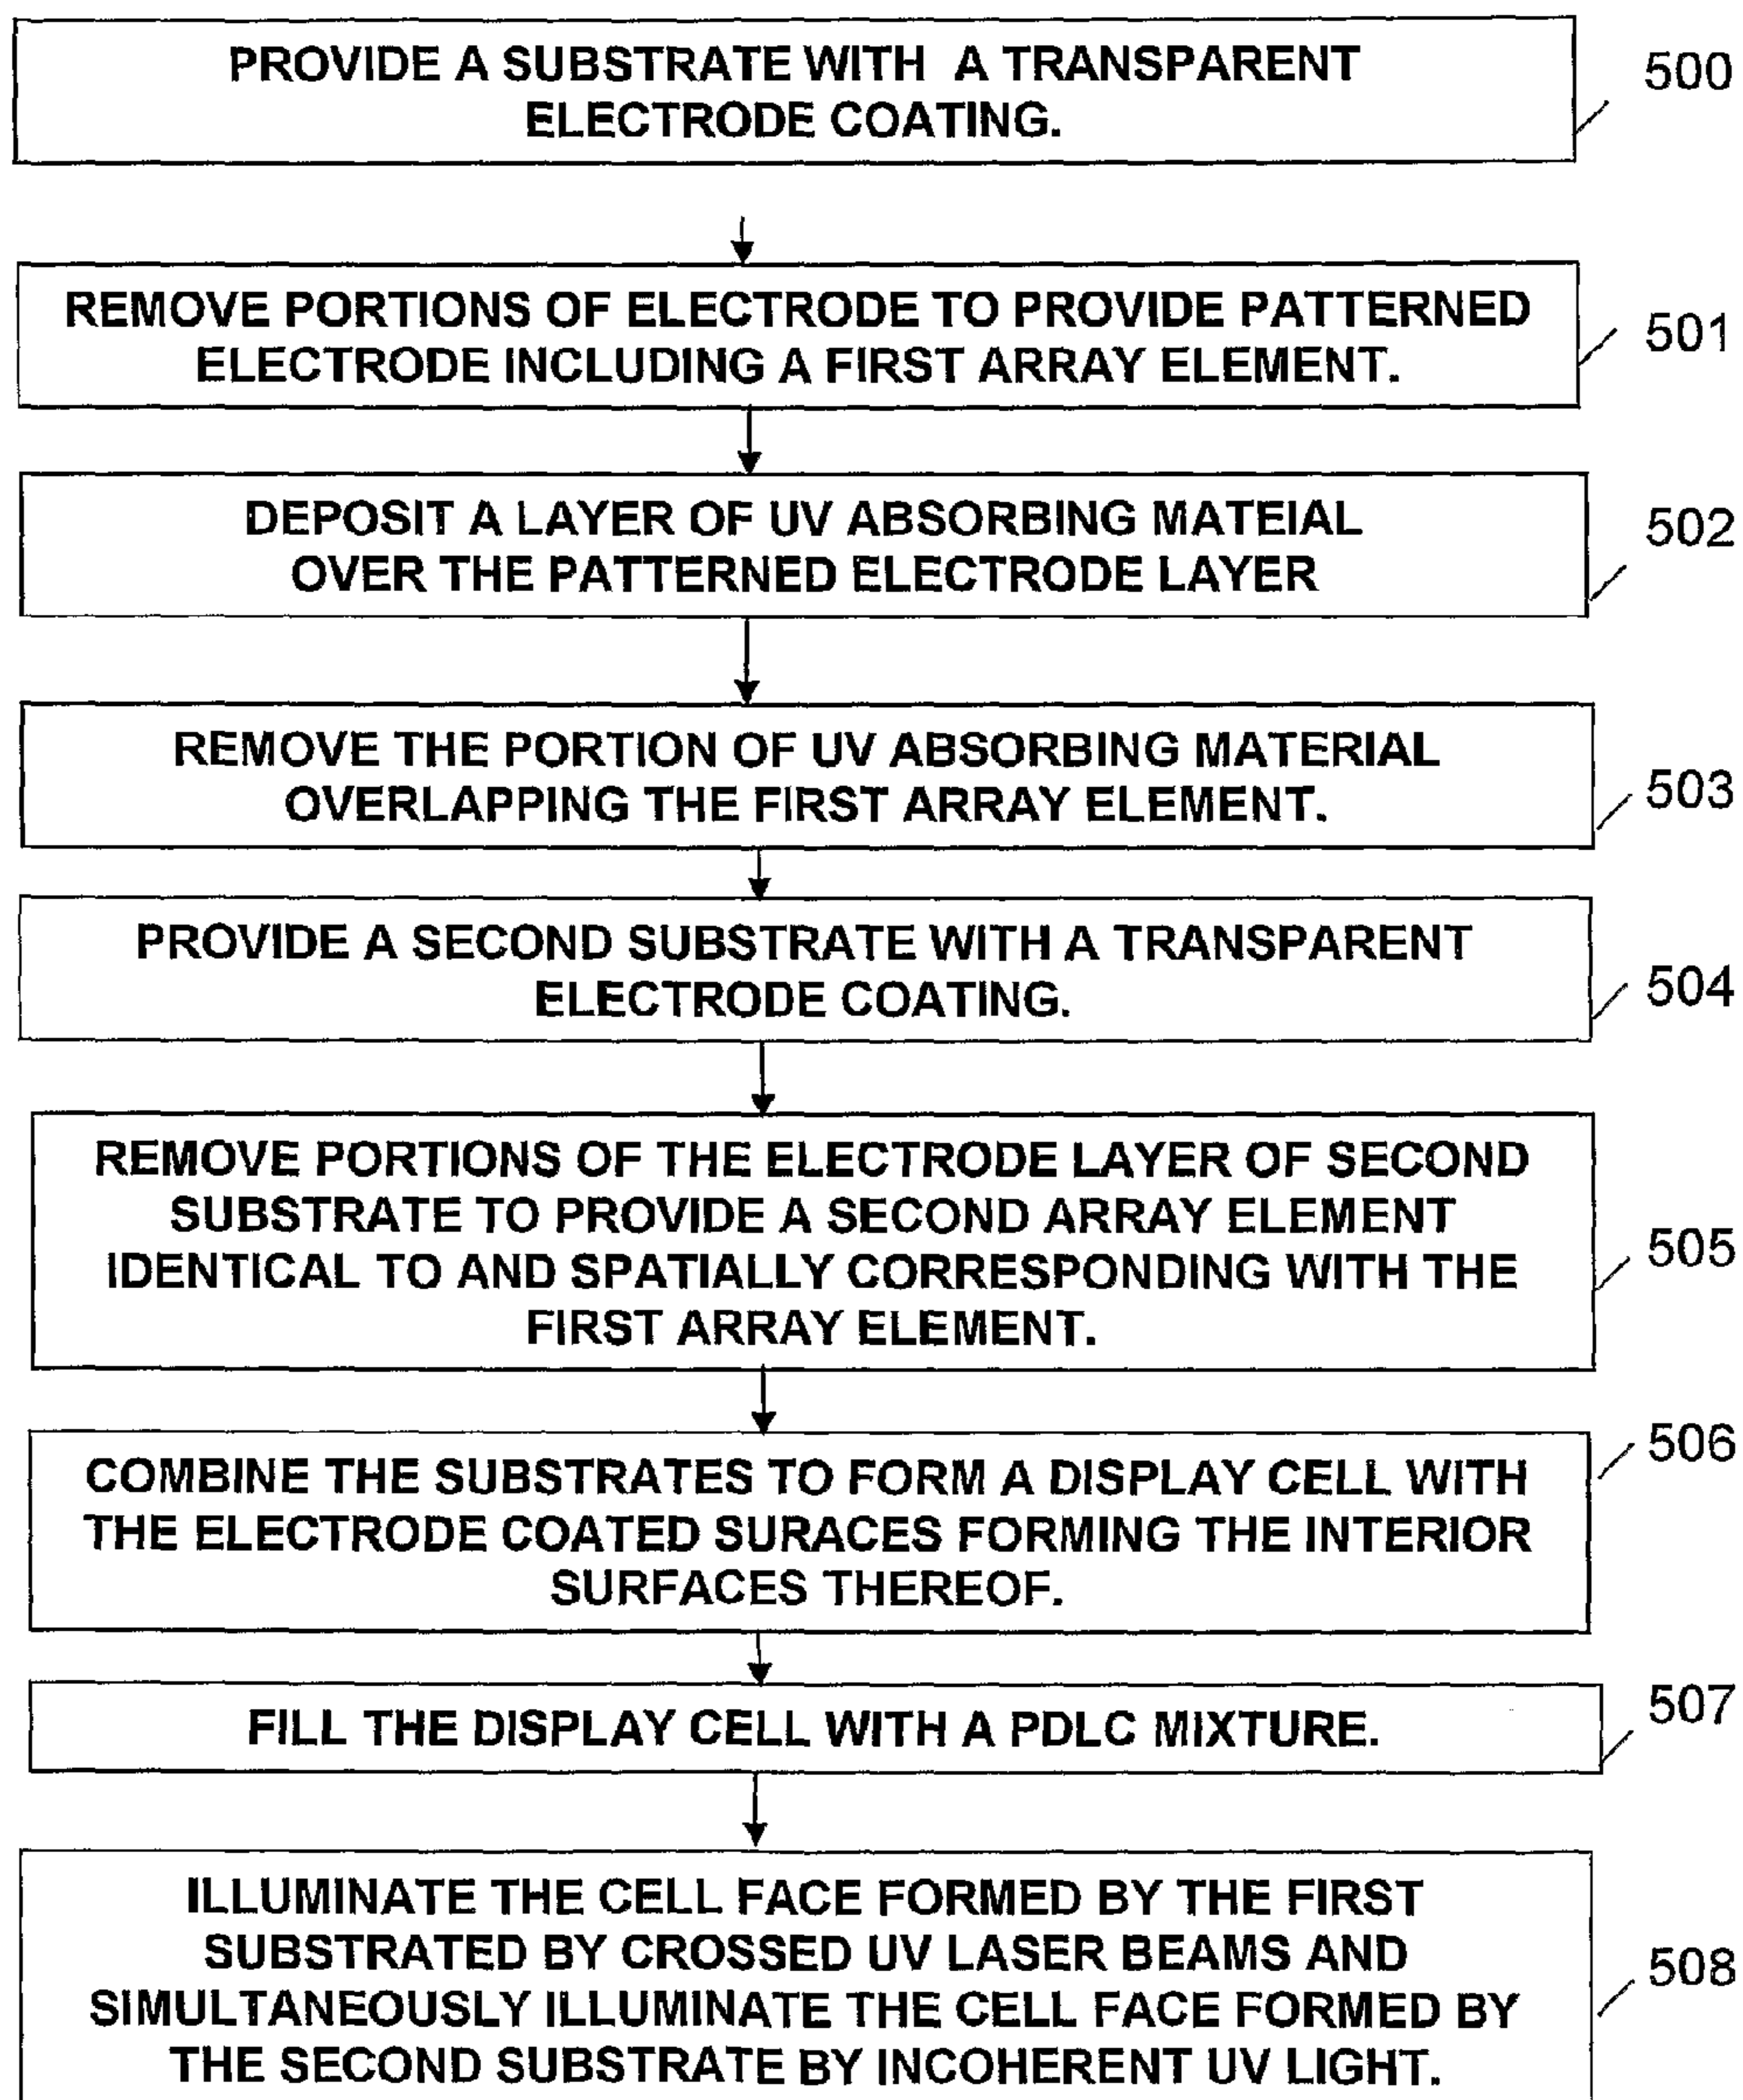 PROVIDE A SUBSTRATE WITH A TRANSPARENT
ELECTRODE COATING.
500
REMOVE PORTIONS OF ELECTRODE TO PROVIDE PATTERNED
ELECTRODE INCLUDING A FIRST ARRAY ELEMENT.
501
DEPOSIT A LAYER OF UV ABSORBING MATEIAL
OVER THE PATTERNED ELECTRODE LAYER
502
REMOVE THE PORTION OF UV ABSORBING MATERIAL
OVERLAPPING THE FIRST ARRAY ELEMENT.
503
PROVIDE A SECOND SUBSTRATE WITH A TRANSPARENT
ELECTRODE COATING.
504
REMOVE PORTIONS OF THE ELECTRODE LAYER OF SECOND
SUBSTRATE TO PROVIDE A SECOND ARRAY ELEMENT
IDENTICAL TO AND SPATIALLY CORRESPONDING WITH THE
FIRST ARRAY ELEMENT.
505
COMBINE THE SUBSTRATES TO FORM A DISPLAY CELL WITH
THE ELECTRODE COATED SURACES FORMING THE INTERIOR
SURFACES THEREOF.
506
FILL THE DISPLAY CELL WITH A PDLC MIXTURE.
507
ILLUMINATE THE CELL FACE FORMED BY THE FIRST
SUBSTRATED BY CROSSED UV LASER BEAMS AND
SIMULTANEOUSLY ILLUMINATE THE CELL FACE FORMED BY
THE SECOND SUBSTRATE BY INCOHERENT UV LIGHT.
508